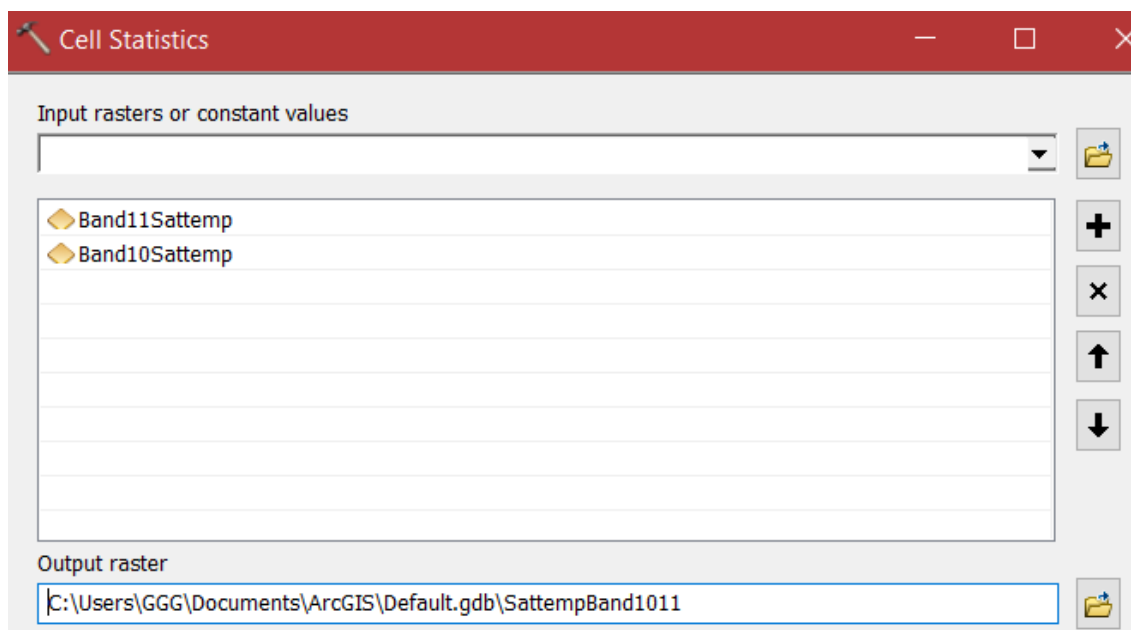 Cell Statistics
Input rasters or constant values
Band11Sattemp
Band10Sattemp
Output raster
C:\Users\GGG\Documents\ArcGIS\Default.gdb\SattempBand1011